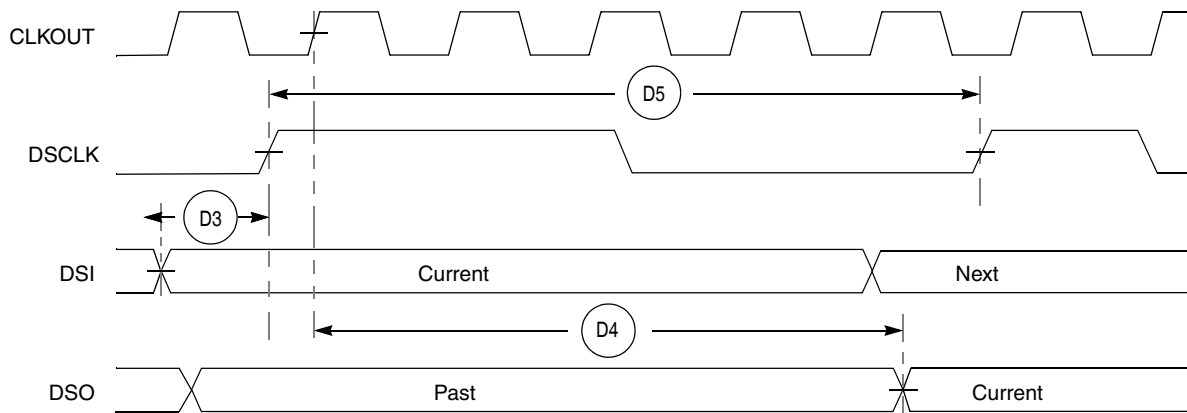 CLKOUT
D5
DSCLK
D3
DSI
Current
Next
D4
DSO
Past
Current